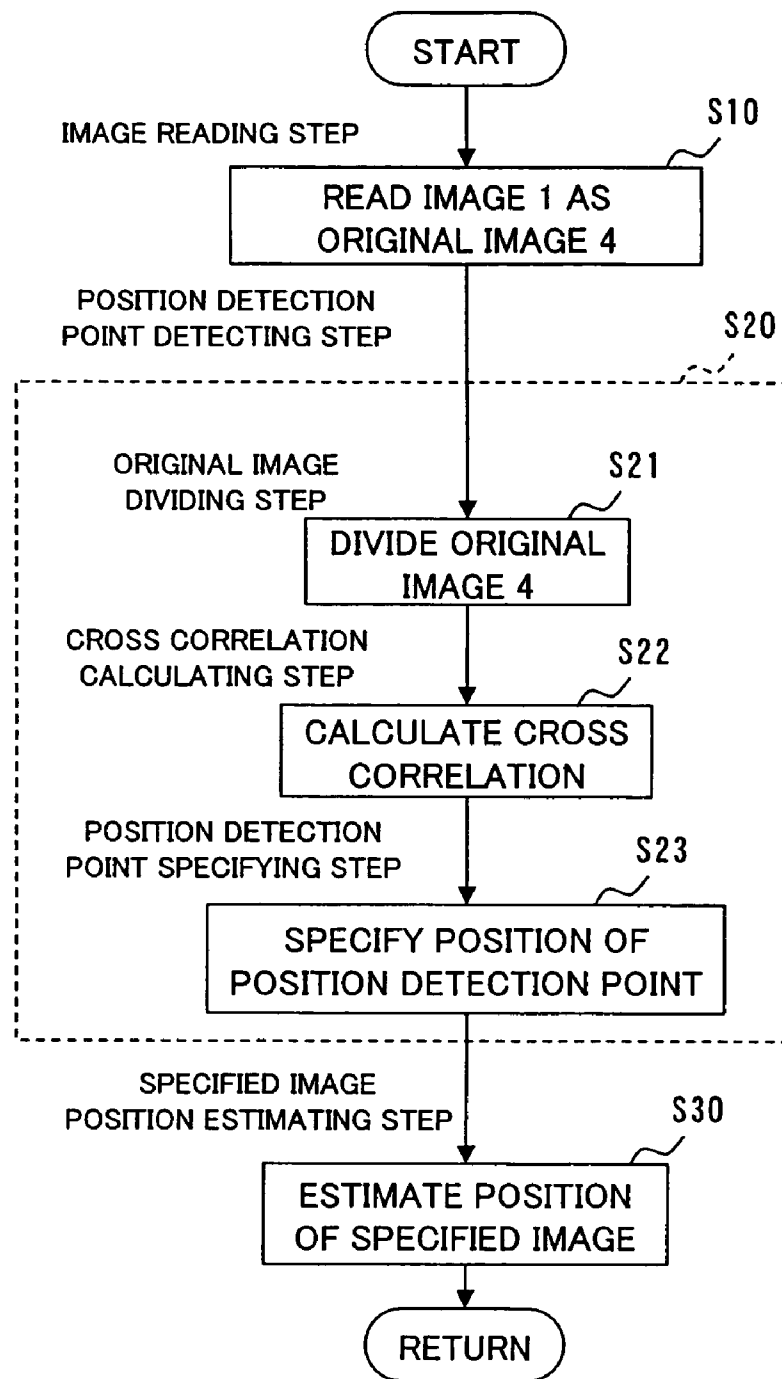 START
IMAGE READING STEP
S10
READ IMAGE 1 AS
ORIGINAL IMAGE 4
POSITION DETECTION
POINT DETECTING STEP
S20
ORIGINAL IMAGE
DIVIDING STEP
S21
DIVIDE ORIGINAL
IMAGE 4
CROSS CORRELATION
CALCULATING STEP
S22
CALCULATE CROSS
CORRELATION
POSITION DETECTION
POINT SPECIFYING STEP
S23
SPECIFY POSITION OF
POSITION DETECTION POINT
SPECIFIED IMAGE
POSITION ESTIMATING STEP
S30
ESTIMATE POSITION
OF SPECIFIED IMAGE
RETURN